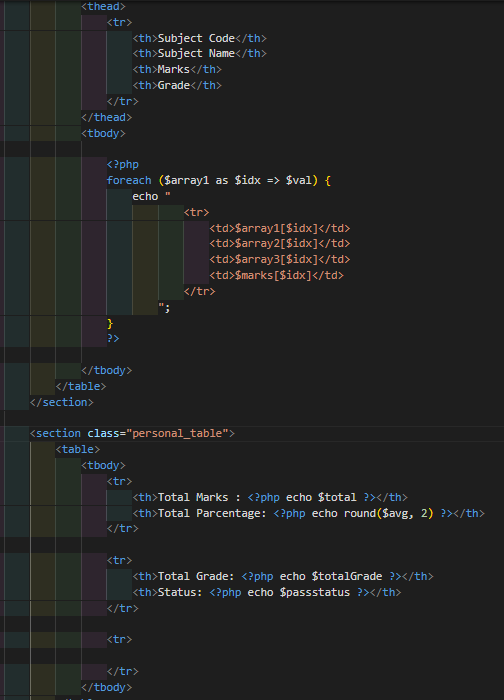 <thead>
<tr>
<th>Subject Code</th>
<th>Subject Name</th>
<th>Marks</th>
<th>Grade</th>
</tr>
</thead>
<tbody>
<?php
foreach ($array1 as $idx => $val) {
echo "
<tr>
<td>$array1[$idx]</td>
<td>$array2[$idx]</td>
<td>$array3[$idx]</td>
<td>$marks[$idx]</td>
</tr>
";
}
?>
</tbody>
</table>
</section>
<section class="personal_table">
<table>
<tbody>
<tr>
<th>Total Marks : <?php echo $total ?></th>
<th>Total Parcentage: <?php echo round($avg, 2) ?></th>
</tr>
<tr>
<th>Total Grade: <?php echo $totalGrade ?></th>
<th>Status: <?php echo $passstatus ?></th>
</tr>
<tr>
</tr>
</tbody>